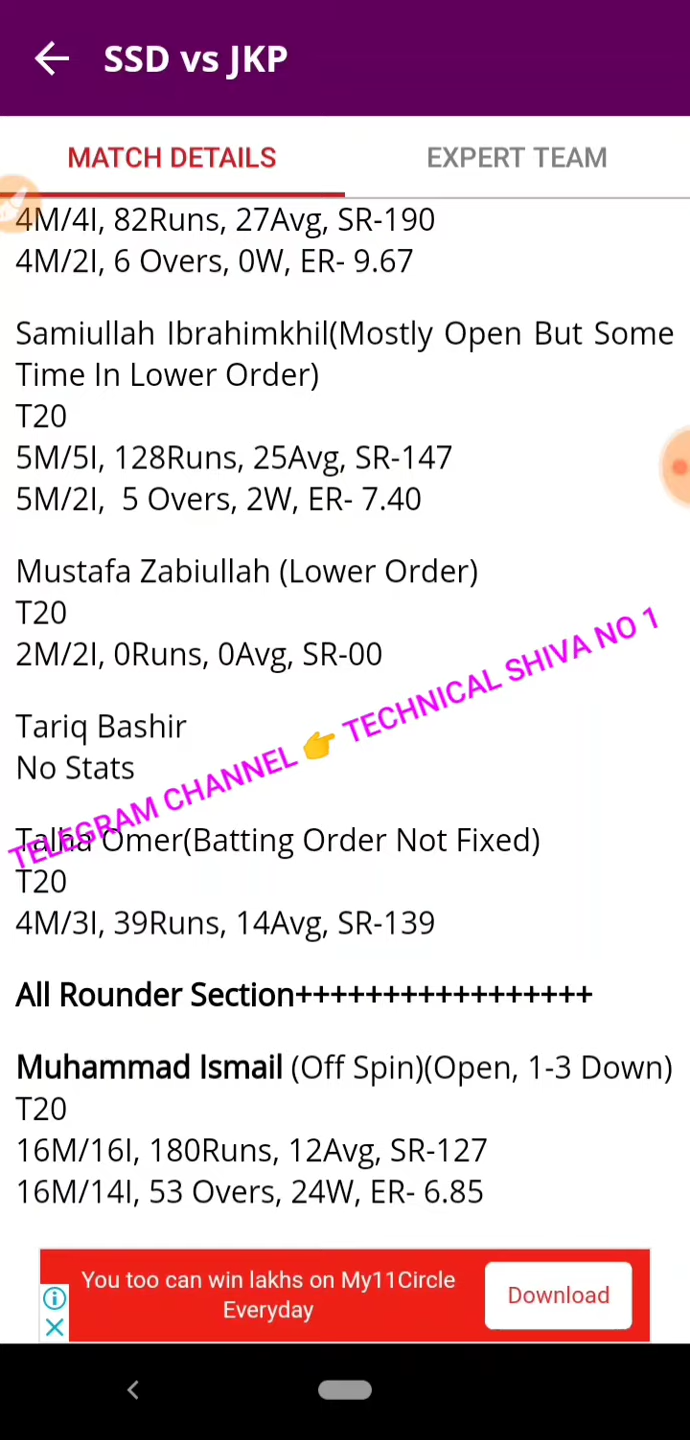 SSD vs JKP
MATCH DETAILS
EXPERT TEAM
4M/4I, 82Runs, 27Avg, SR-190
4M/2I, 6 Overs, 0W, ER- 9.67
Samiullah Ibrahimkhil(Mostly Open But Some
Time In Lower Order)
T20
5M/5I, 128Runs, 25Avg, SR-147
5M/2I,  5 Overs, 2W, ER- 7.40
Mustafa Zabiullah (Lower Order)
T20
2M/2I, 0Runs, 0Avg, SR-00
Tariq Bashir
No Stats
TELEGRAM CHANNEL 👉 TECHNICAL SHIVA NO 1
Talha Omer(Batting Order Not Fixed)
T20
4M/3I, 39Runs, 14Avg, SR-139
All Rounder Section+++++++++++++++++
Muhammad Ismail (Off Spin)(Open, 1-3 Down)
T20
16M/16I, 180Runs, 12Avg, SR-127
16M/14I, 53 Overs, 24W, ER- 6.85
You too can win lakhs on My11Circle
Everyday
Download